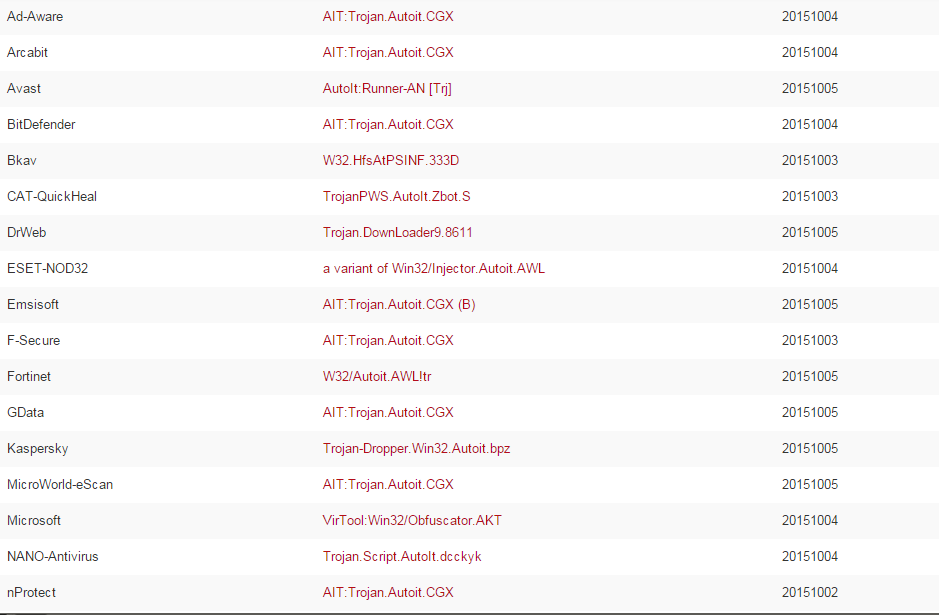 Ad-Aware AIT:Trojan.Autoit.CGX 20151004
Arcabit AIT:Trojan.Autoit.CGX 20151004
Avast AutoIt:Runner-AN [Trj] 20151005
BitDefender AIT:Trojan.Autoit.CGX 20151004
Bkav W32.HfsAtPSINF.333D 20151003
CAT-QuickHeal TrojanPWS.AutoIt.Zbot.S 20151003
DrWeb Trojan.DownLoader9.8611 20151005
ESET-NOD32 a variant of Win32/Injector.Autoit.AWL 20151004
Emsisoft AIT:Trojan.Autoit.CGX (B) 20151005
F-Secure AIT:Trojan.Autoit.CGX 20151003
Fortinet W32/Autoit.AWL!tr 20151005
GData AIT:Trojan.Autoit.CGX 20151005
Kaspersky Trojan-Dropper.Win32.Autoit.bpz 20151005
MicroWorld-eScan AIT:Trojan.Autoit.CGX 20151005
Microsoft VirTool:Win32/Obfuscator.AKT 20151004
NANO-Antivirus Trojan.Script.AutoIt.dcckyk 20151004
nProtect AIT:Trojan.Autoit.CGX 20151002